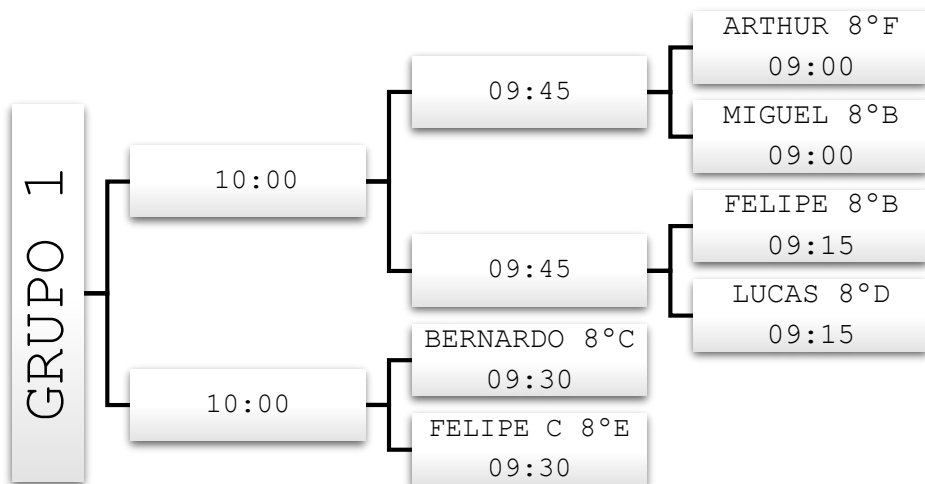 GRUPO 1
10:00
10:00
09:45
09:45
BERNARDO 8°C
09:30
FELIPE C 8°E
09:30
ARTHUR 8°F
09:00
MIGUEL 8°B
09:00
FELIPE 8°B
09:15
LUCAS 8°D
09:15